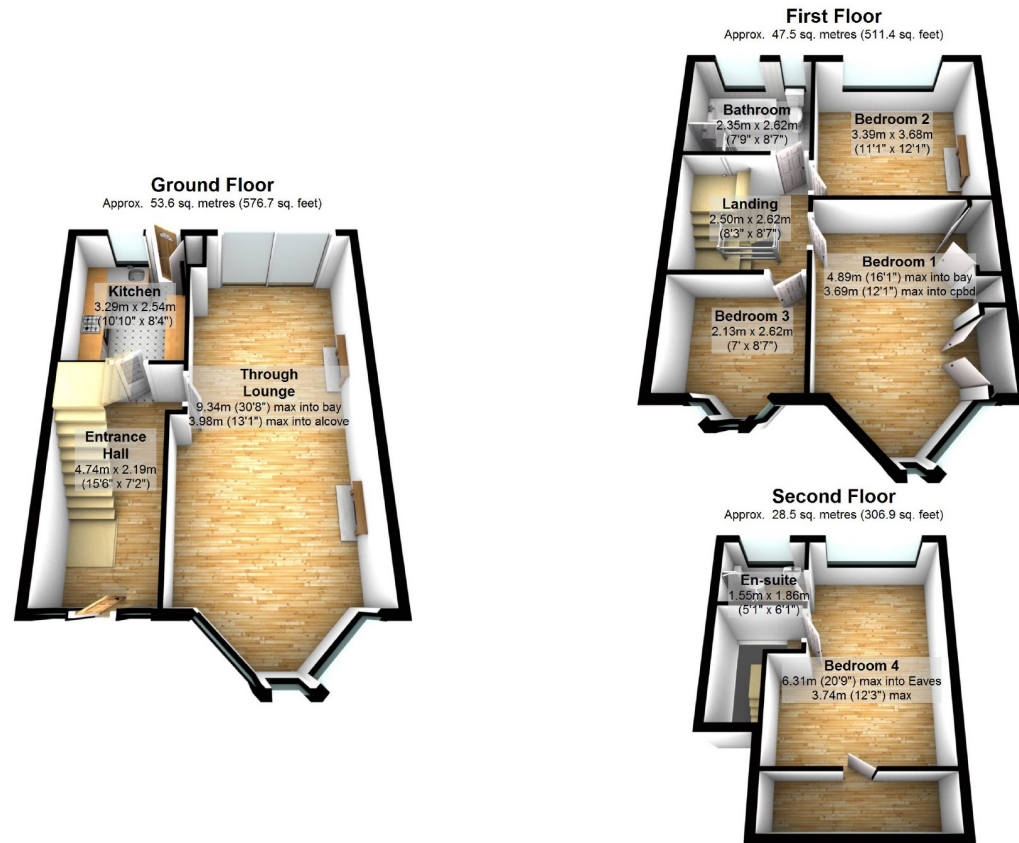 Ground Floor
Approx. 53.6 sq. metres (576.7 sq. feet)
Kitchen
3.29m x 2.54m
(10'10" x 8'4")
Through
Lounge
9.34m (30'8") max into bay
3.98m (13'1") max into alcove
Entrance
Hall
4.74m x 2.19m
(15'6" x 7'2")
First Floor
Approx. 47.5 sq. metres (511.4 sq. feet)
Bathroom
2.35m x 2.62m
(7'9" x 8'7")
Bedroom 2
3.39m x 3.68m
(11'1" x 12'1")
Landing
2.50m x 2.62m
(8'3" x 8'7")
Bedroom 1
4.89m (16'1") max into bay
3.69m (12'1") max into cpbd
Bedroom 3
2.13m x 2.62m
(7' x 8'7")
Second Floor
Approx. 28.5 sq. metres (306.9 sq. feet)
En-suite
1.55m x 1.86m
(5'1" x 6'1")
Bedroom 4
6.31m (20'9") max into Eaves
3.74m (12'3") max